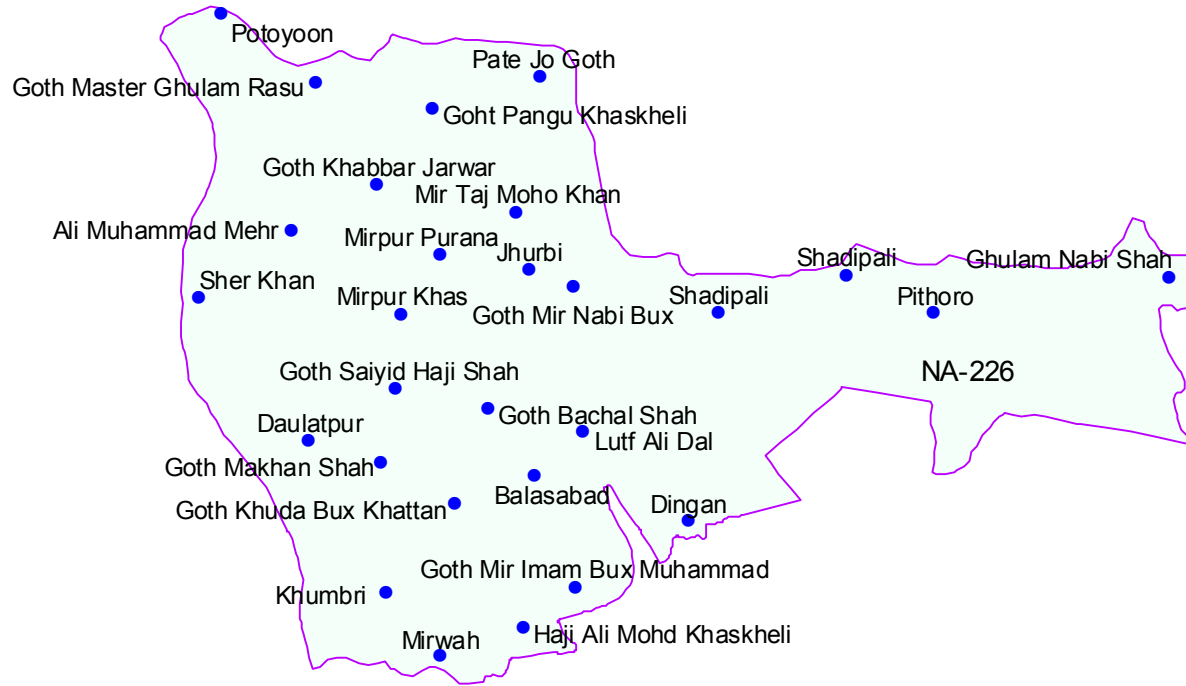 Potoyoon
Pate Jo Goth
Goth Master Ghulam Rasu
Goht Pangu Khaskheli
Goth Khabbar Jarwar
Mir Taj Moho Khan
Ali Muhammad Mehr
Mirpur Purana
Jhurbi
Shadipali
Ghulam Nabi Shah
Sher Khan
Mirpur Khas
Goth Mir Nabi Bux
Shadipali
Pithoro
Goth Saiyid Haji Shah
NA-226
Goth Bachal Shah
Daulatpur
Lutf Ali Dal
Goth Makhan Shah
Balasabad
Goth Khuda Bux Khattan
Dingan
Goth Mir Imam Bux Muhammad
Khumbri
Haji Ali Mohd Khaskheli
Mirwah